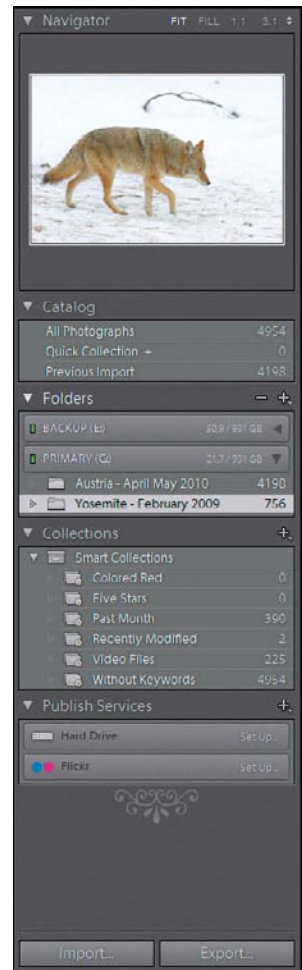 Navigator FIT FILL 1:1 3:1
Catalog
All Photographs 4954
Quick Collection + 0
Previous Import 4198
Folders
BACKUP (E:) 50.9 / 931 GB
PRIMARY (G:) 21.7 / 931 GB
Austria - April May 2010 4198
Yosemite - February 2009 756
Collections
Smart Collections
Colored Red 0
Five Stars 0
Past Month 390
Recently Modified 2
Video Files 225
Without Keywords 4954
Publish Services
Hard Drive Set Up...
Flickr Set Up...
Import... Export...